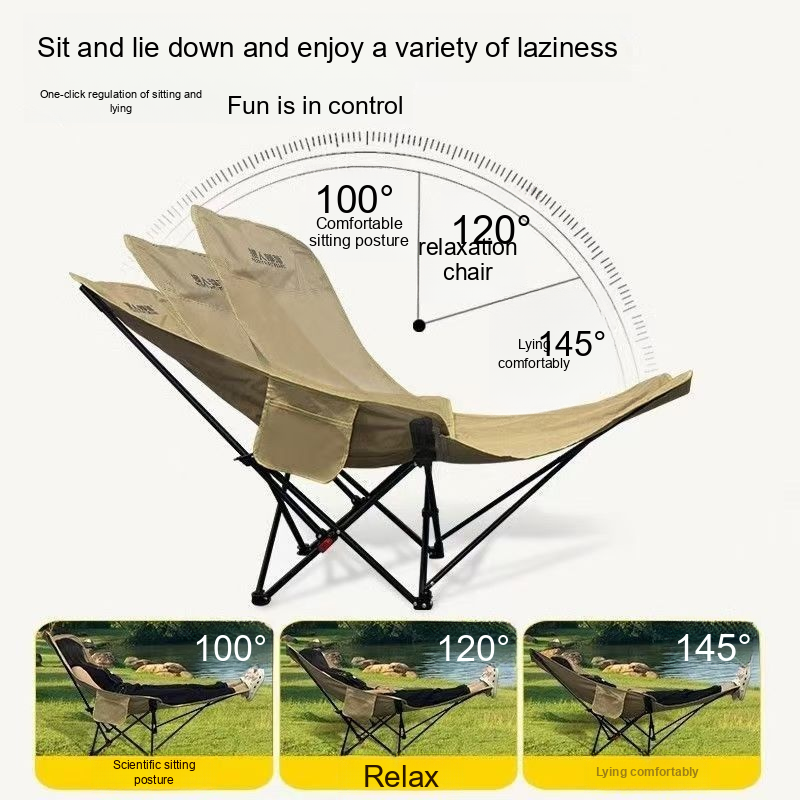 Sit and lie down and enjoy a variety of laziness
One-click regulation of sitting and
lying
Fun is in control
100°
Comfortable
sitting posture
120°
relaxation
chair
145°
Lying
comfortably
100°
120°
145°
Scientific sitting
posture
Relax
Lying comfortably